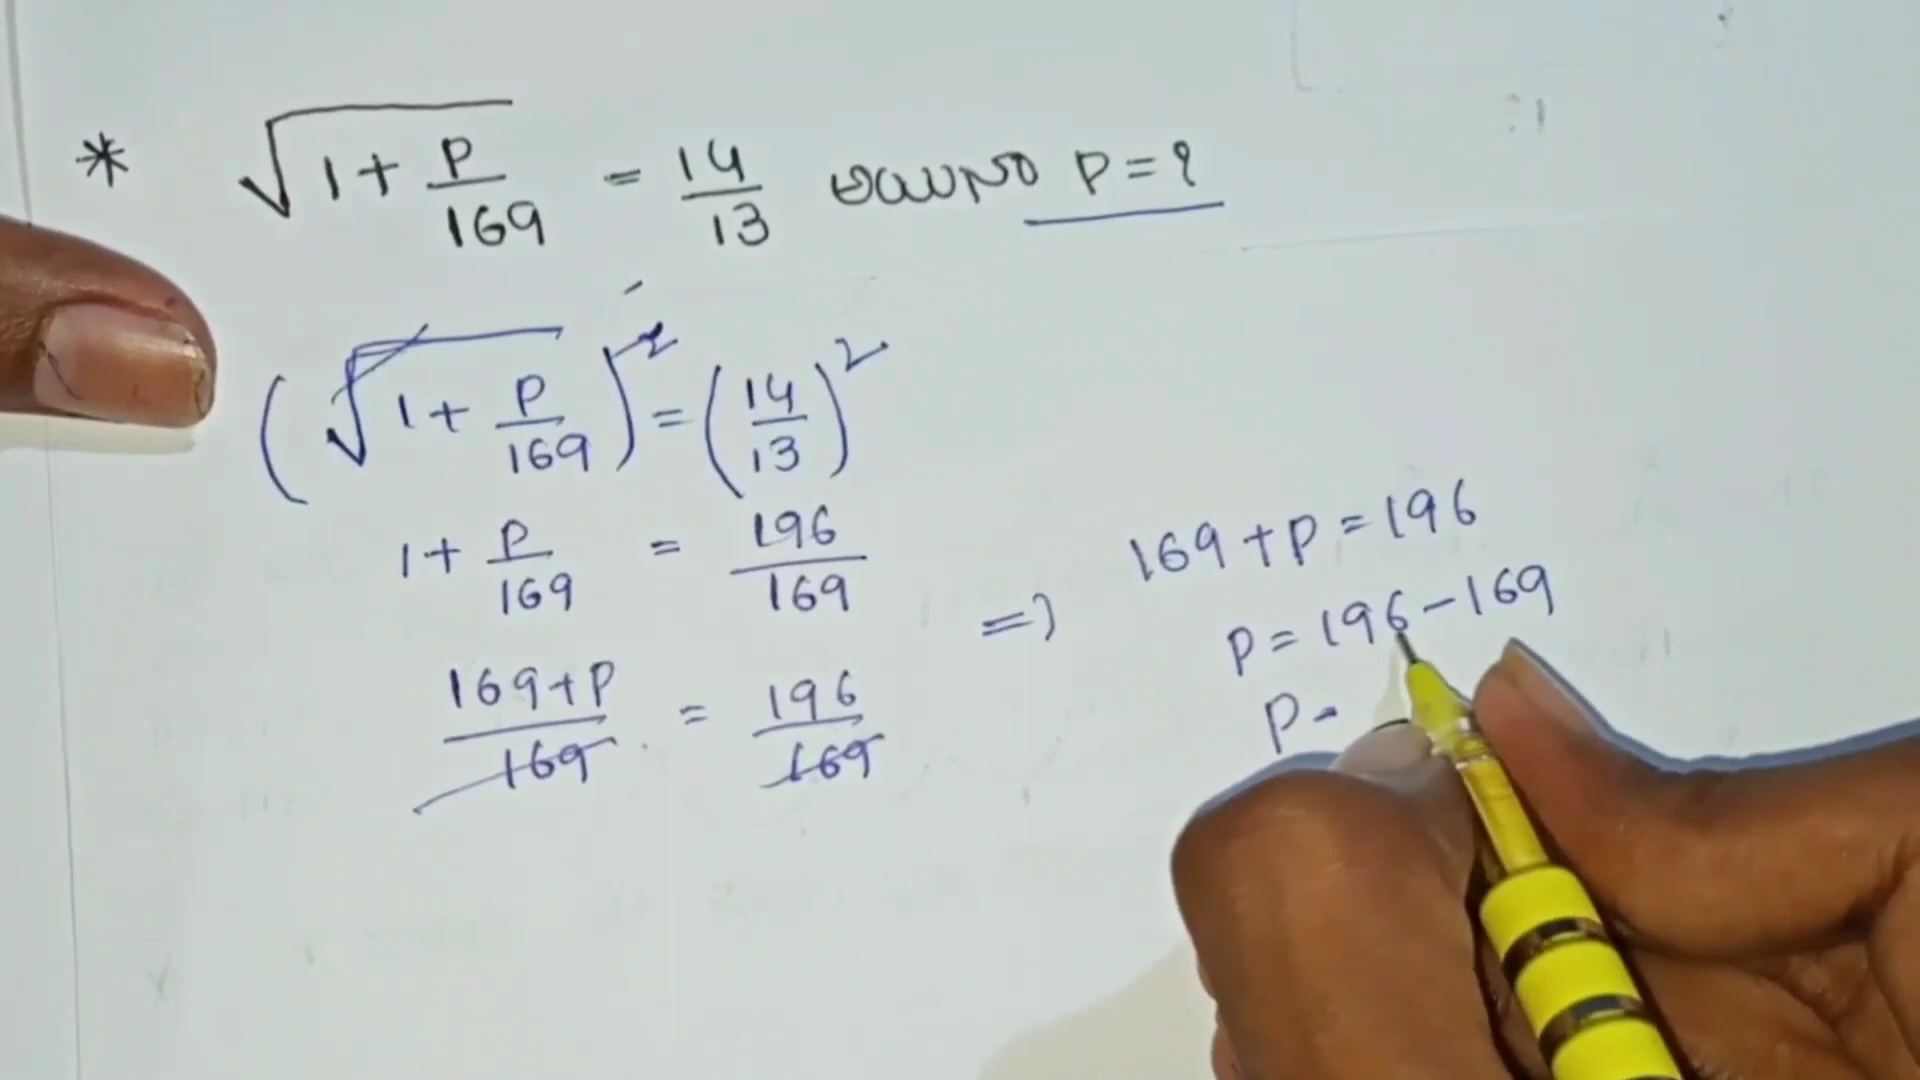 * √(1 + P/169) = 14/13 ആയാൽ P = ?
(√(1 + P/169))² = (14/13)²
1 + P/169 = 196/169
(169 + P)/169 = 196/169
=> 169 + P = 196
P = 196 - 169
P =